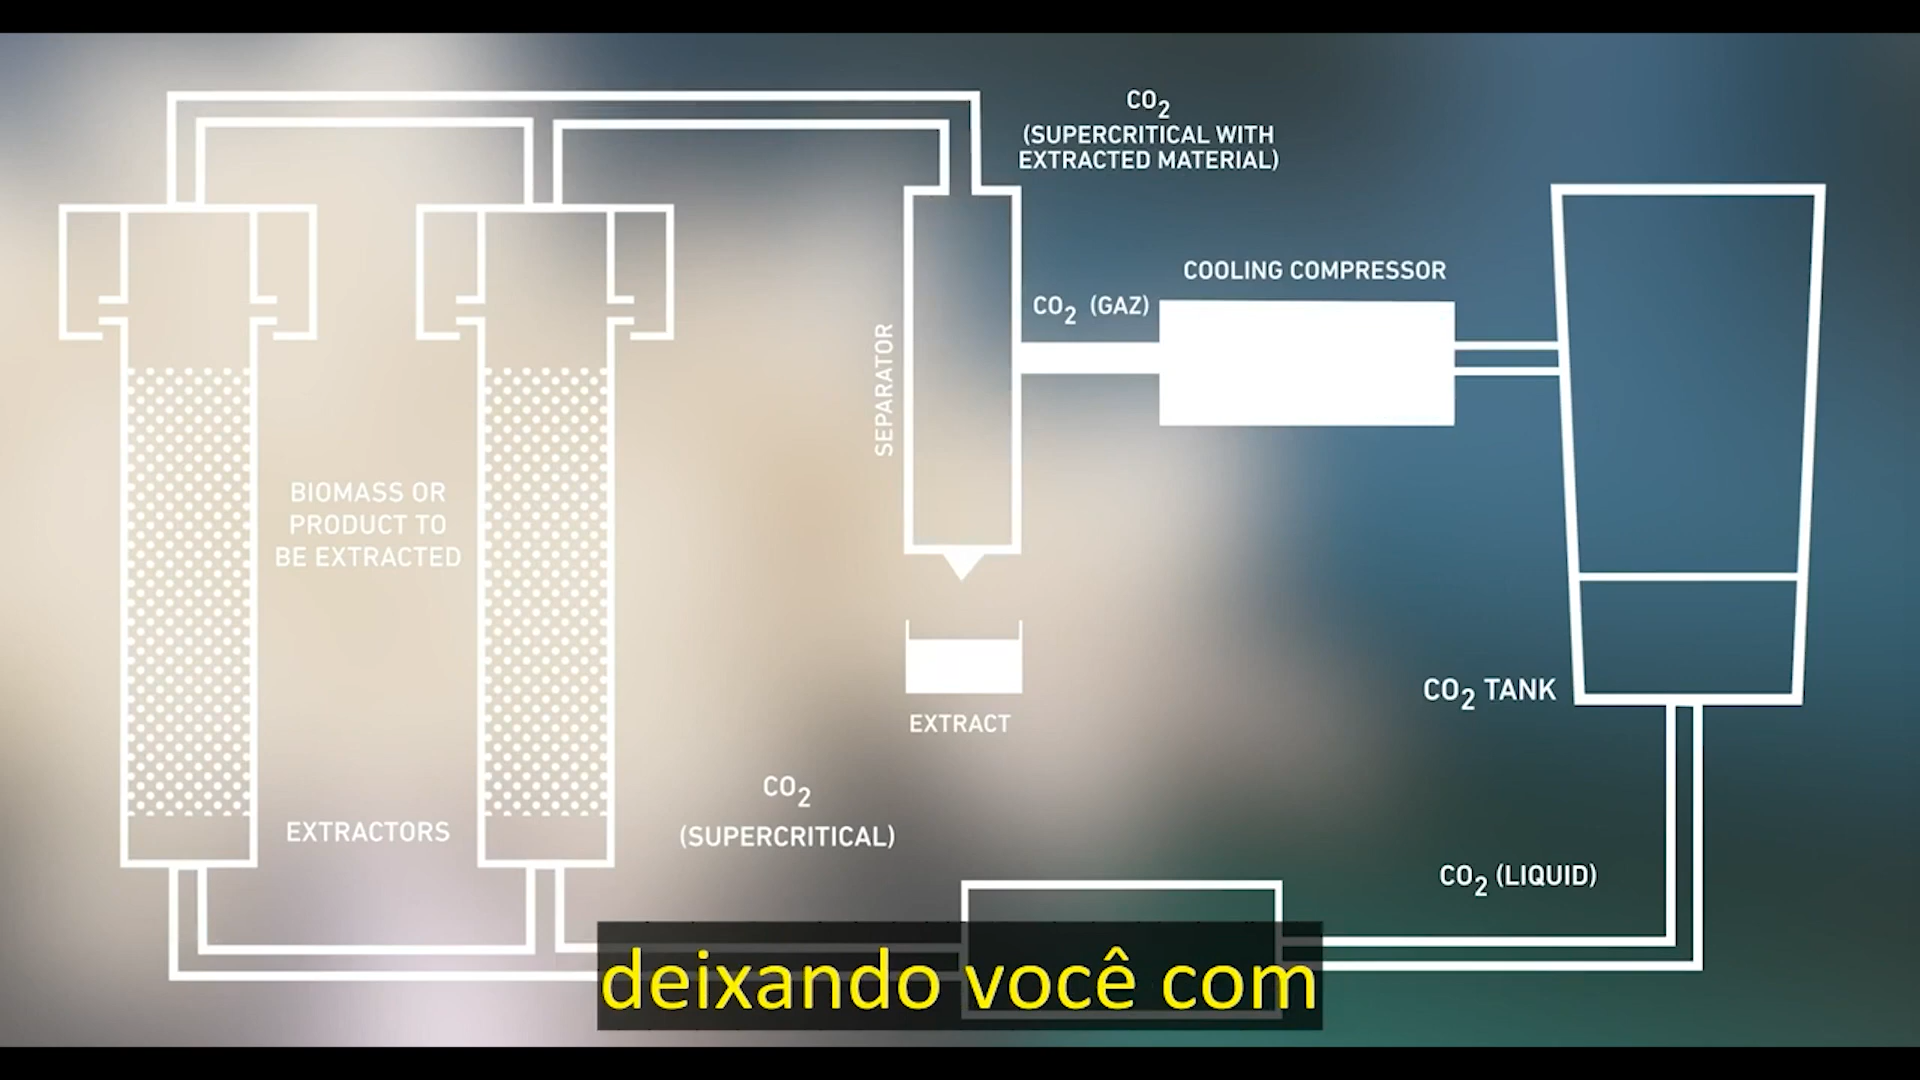 CO2
(SUPERCRITICAL WITH
EXTRACTED MATERIAL)
COOLING COMPRESSOR
CO2 (GAZ)
SEPARATOR
BIOMASS OR
PRODUCT TO
BE EXTRACTED
CO2 TANK
EXTRACT
CO2
(SUPERCRITICAL)
EXTRACTORS
CO2 (LIQUID)
deixando você com